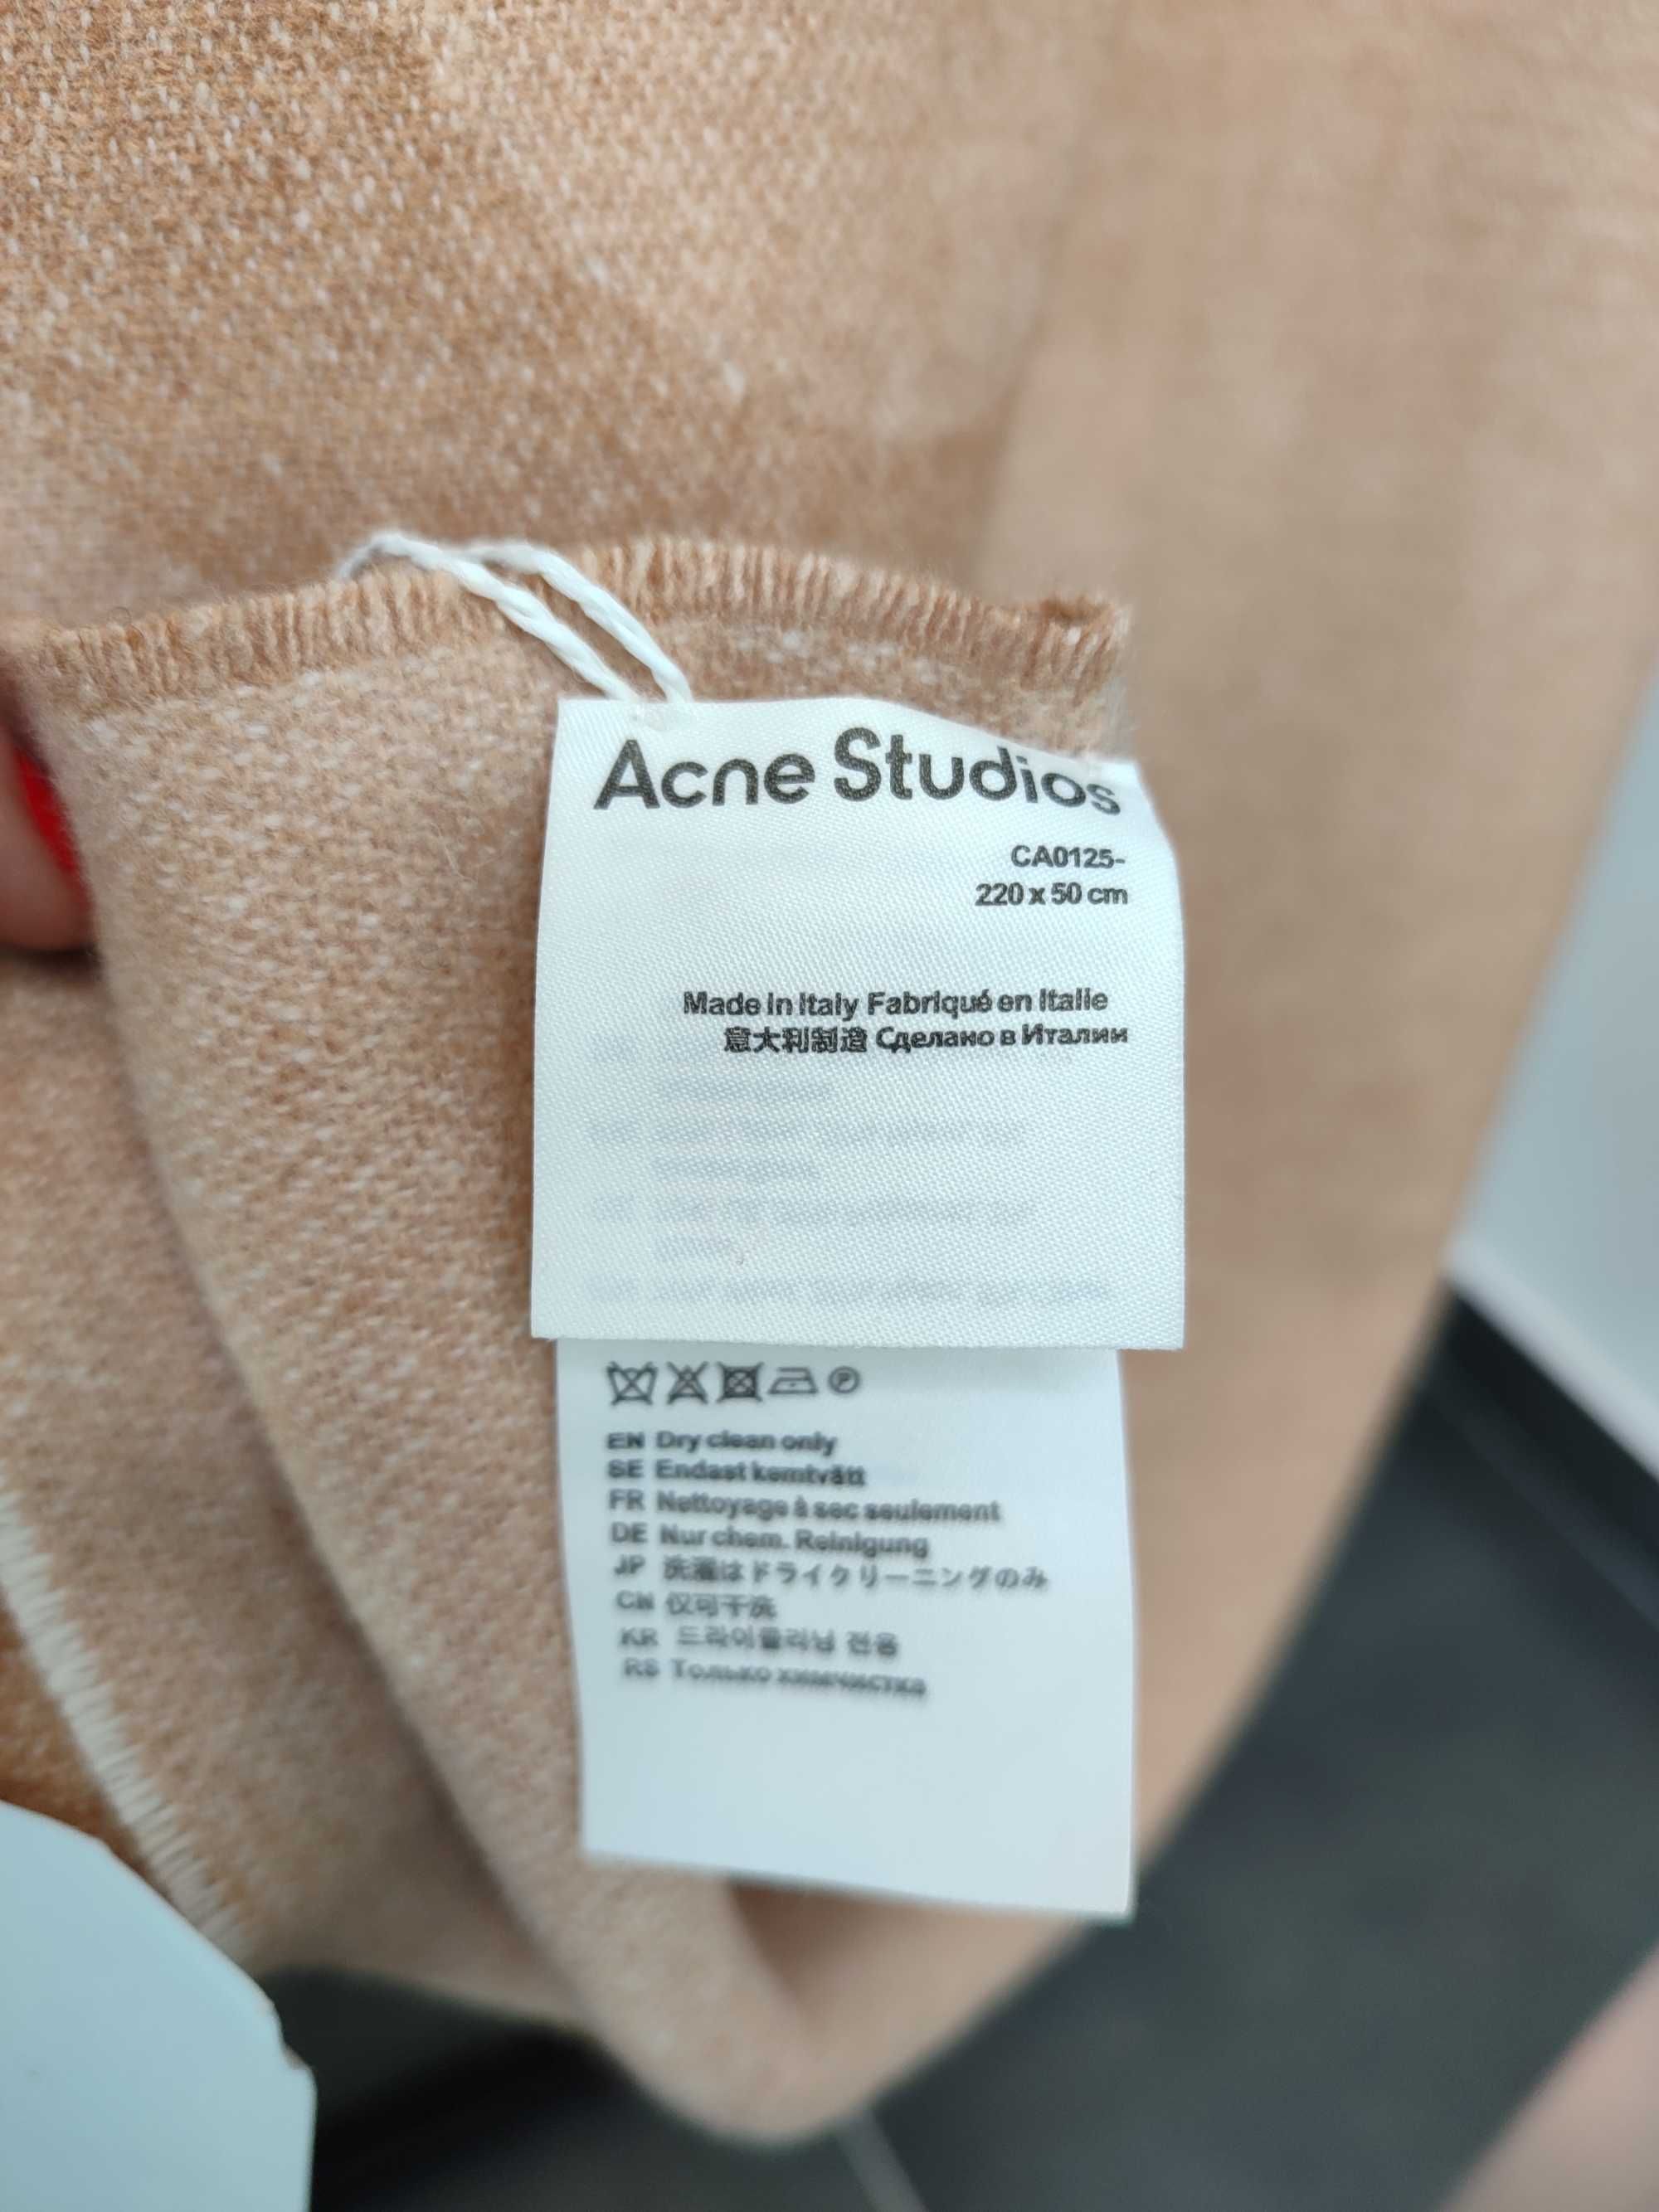 Acne Studios
CA0125-
220 x 50 cm
Made in Italy Fabriqué en Italie
意大利制造 Сделано в Италии
EN Dry clean only
SE Endast kemtvätt
FR Nettoyage à sec seulement
DE Nur chem. Reinigung
JP 洗濯はドライクリーニングのみ
CN 仅可干洗
KR 드라이클리닝 전용
RS Только химчистка